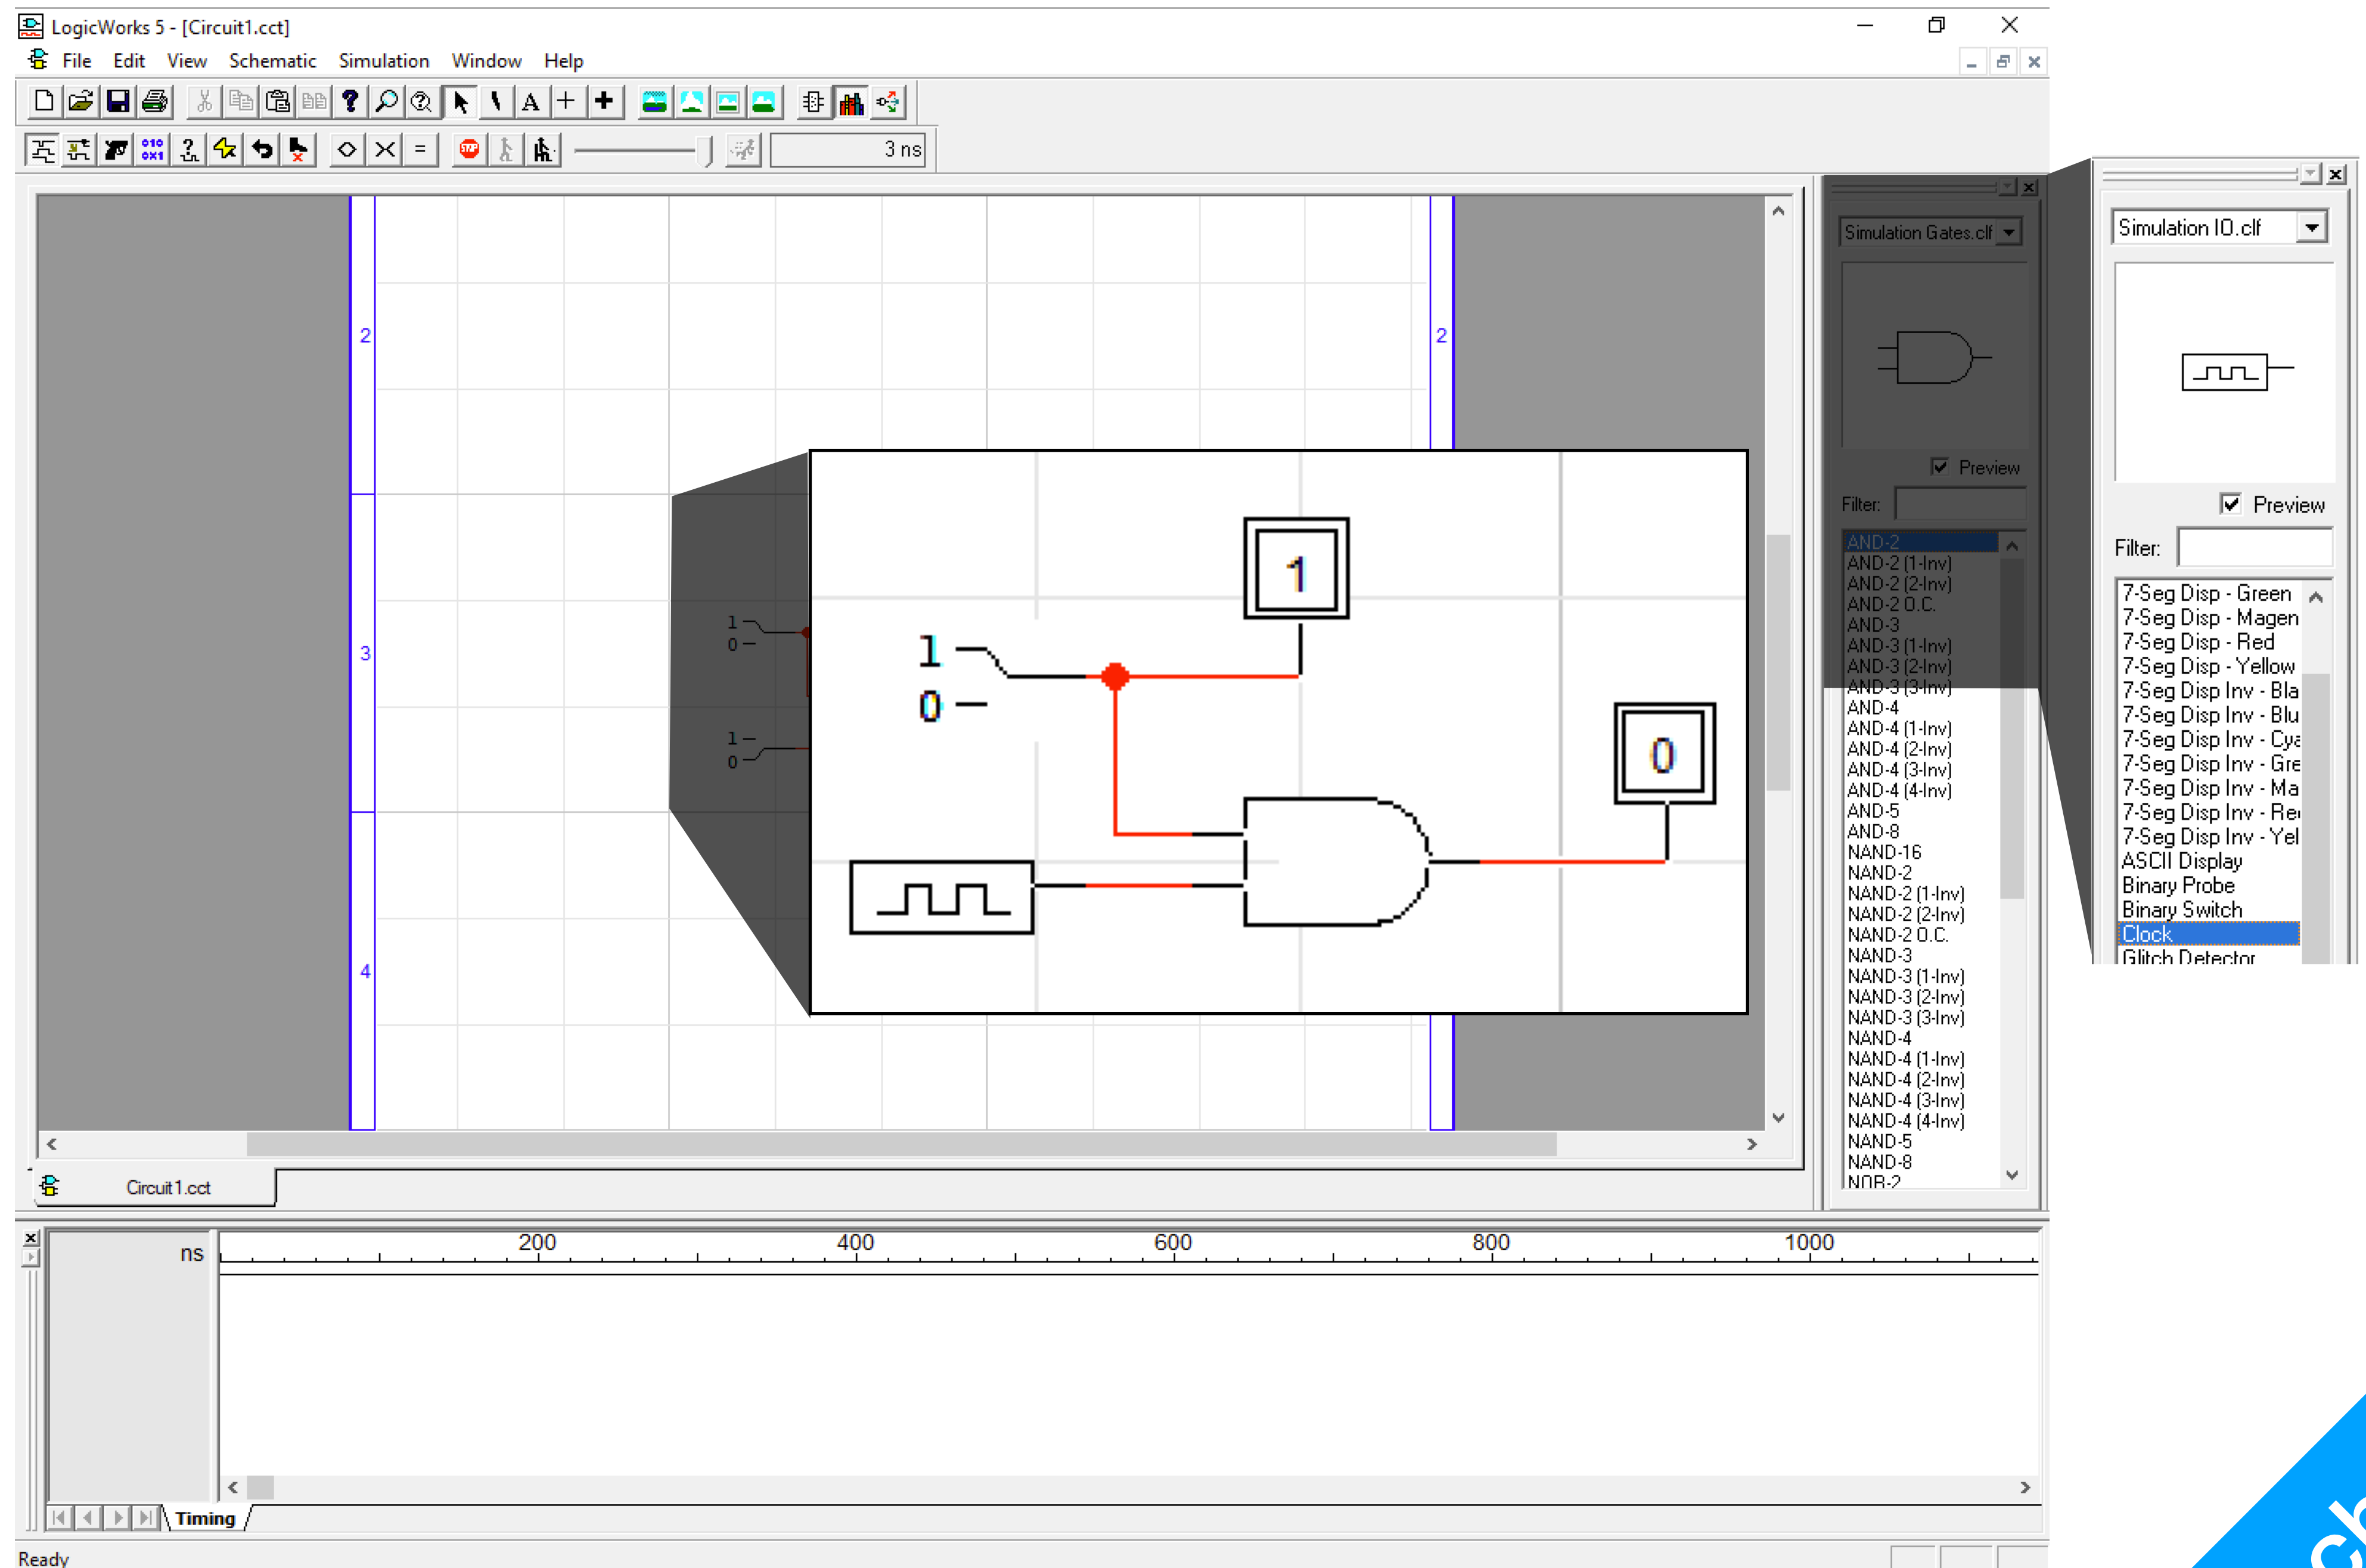 LogicWorks 5 - [Circuit1.cct]
File Edit View Schematic Simulation Window Help
3 ns
2
2
3
4
1
0
1
0
1
1
0
0
Simulation Gates.clf
Preview
Filter:
AND-2
AND-2 (1-Inv)
AND-2 (2-Inv)
AND-2 O.C.
AND-3
AND-3 (1-Inv)
AND-3 (2-Inv)
AND-3 (3-Inv)
AND-4
AND-4 (1-Inv)
AND-4 (2-Inv)
AND-4 (3-Inv)
AND-4 (4-Inv)
AND-5
AND-8
NAND-16
NAND-2
NAND-2 (1-Inv)
NAND-2 (2-Inv)
NAND-2 O.C.
NAND-3
NAND-3 (1-Inv)
NAND-3 (2-Inv)
NAND-3 (3-Inv)
NAND-4
NAND-4 (1-Inv)
NAND-4 (2-Inv)
NAND-4 (3-Inv)
NAND-4 (4-Inv)
NAND-5
NAND-8
NOR-2
Simulation IO.clf
Preview
Filter:
7-Seg Disp - Green
7-Seg Disp - Magen
7-Seg Disp - Red
7-Seg Disp - Yellow
7-Seg Disp Inv - Bla
7-Seg Disp Inv - Blu
7-Seg Disp Inv - Cya
7-Seg Disp Inv - Gre
7-Seg Disp Inv - Ma
7-Seg Disp Inv - Re
7-Seg Disp Inv - Yel
ASCII Display
Binary Probe
Binary Switch
Clock
Glitch Detector
Circuit1.cct
ns 200 400 600 800 1000
Timing
Ready